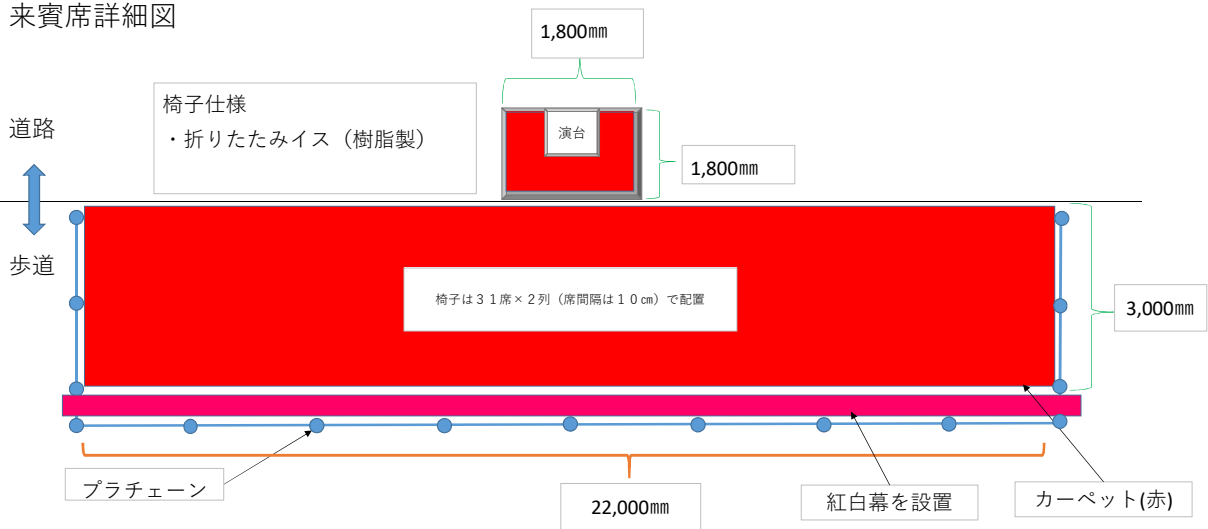 来賓席詳細図
1,800㎜
椅子仕様
・折りたたみイス（樹脂製）
演台
道路
1,800㎜
歩道
椅子は３１席×２列（席間隔は１０㎝）で配置
3,000㎜
プラチェーン
22,000㎜
紅白幕を設置
カーペット(赤)